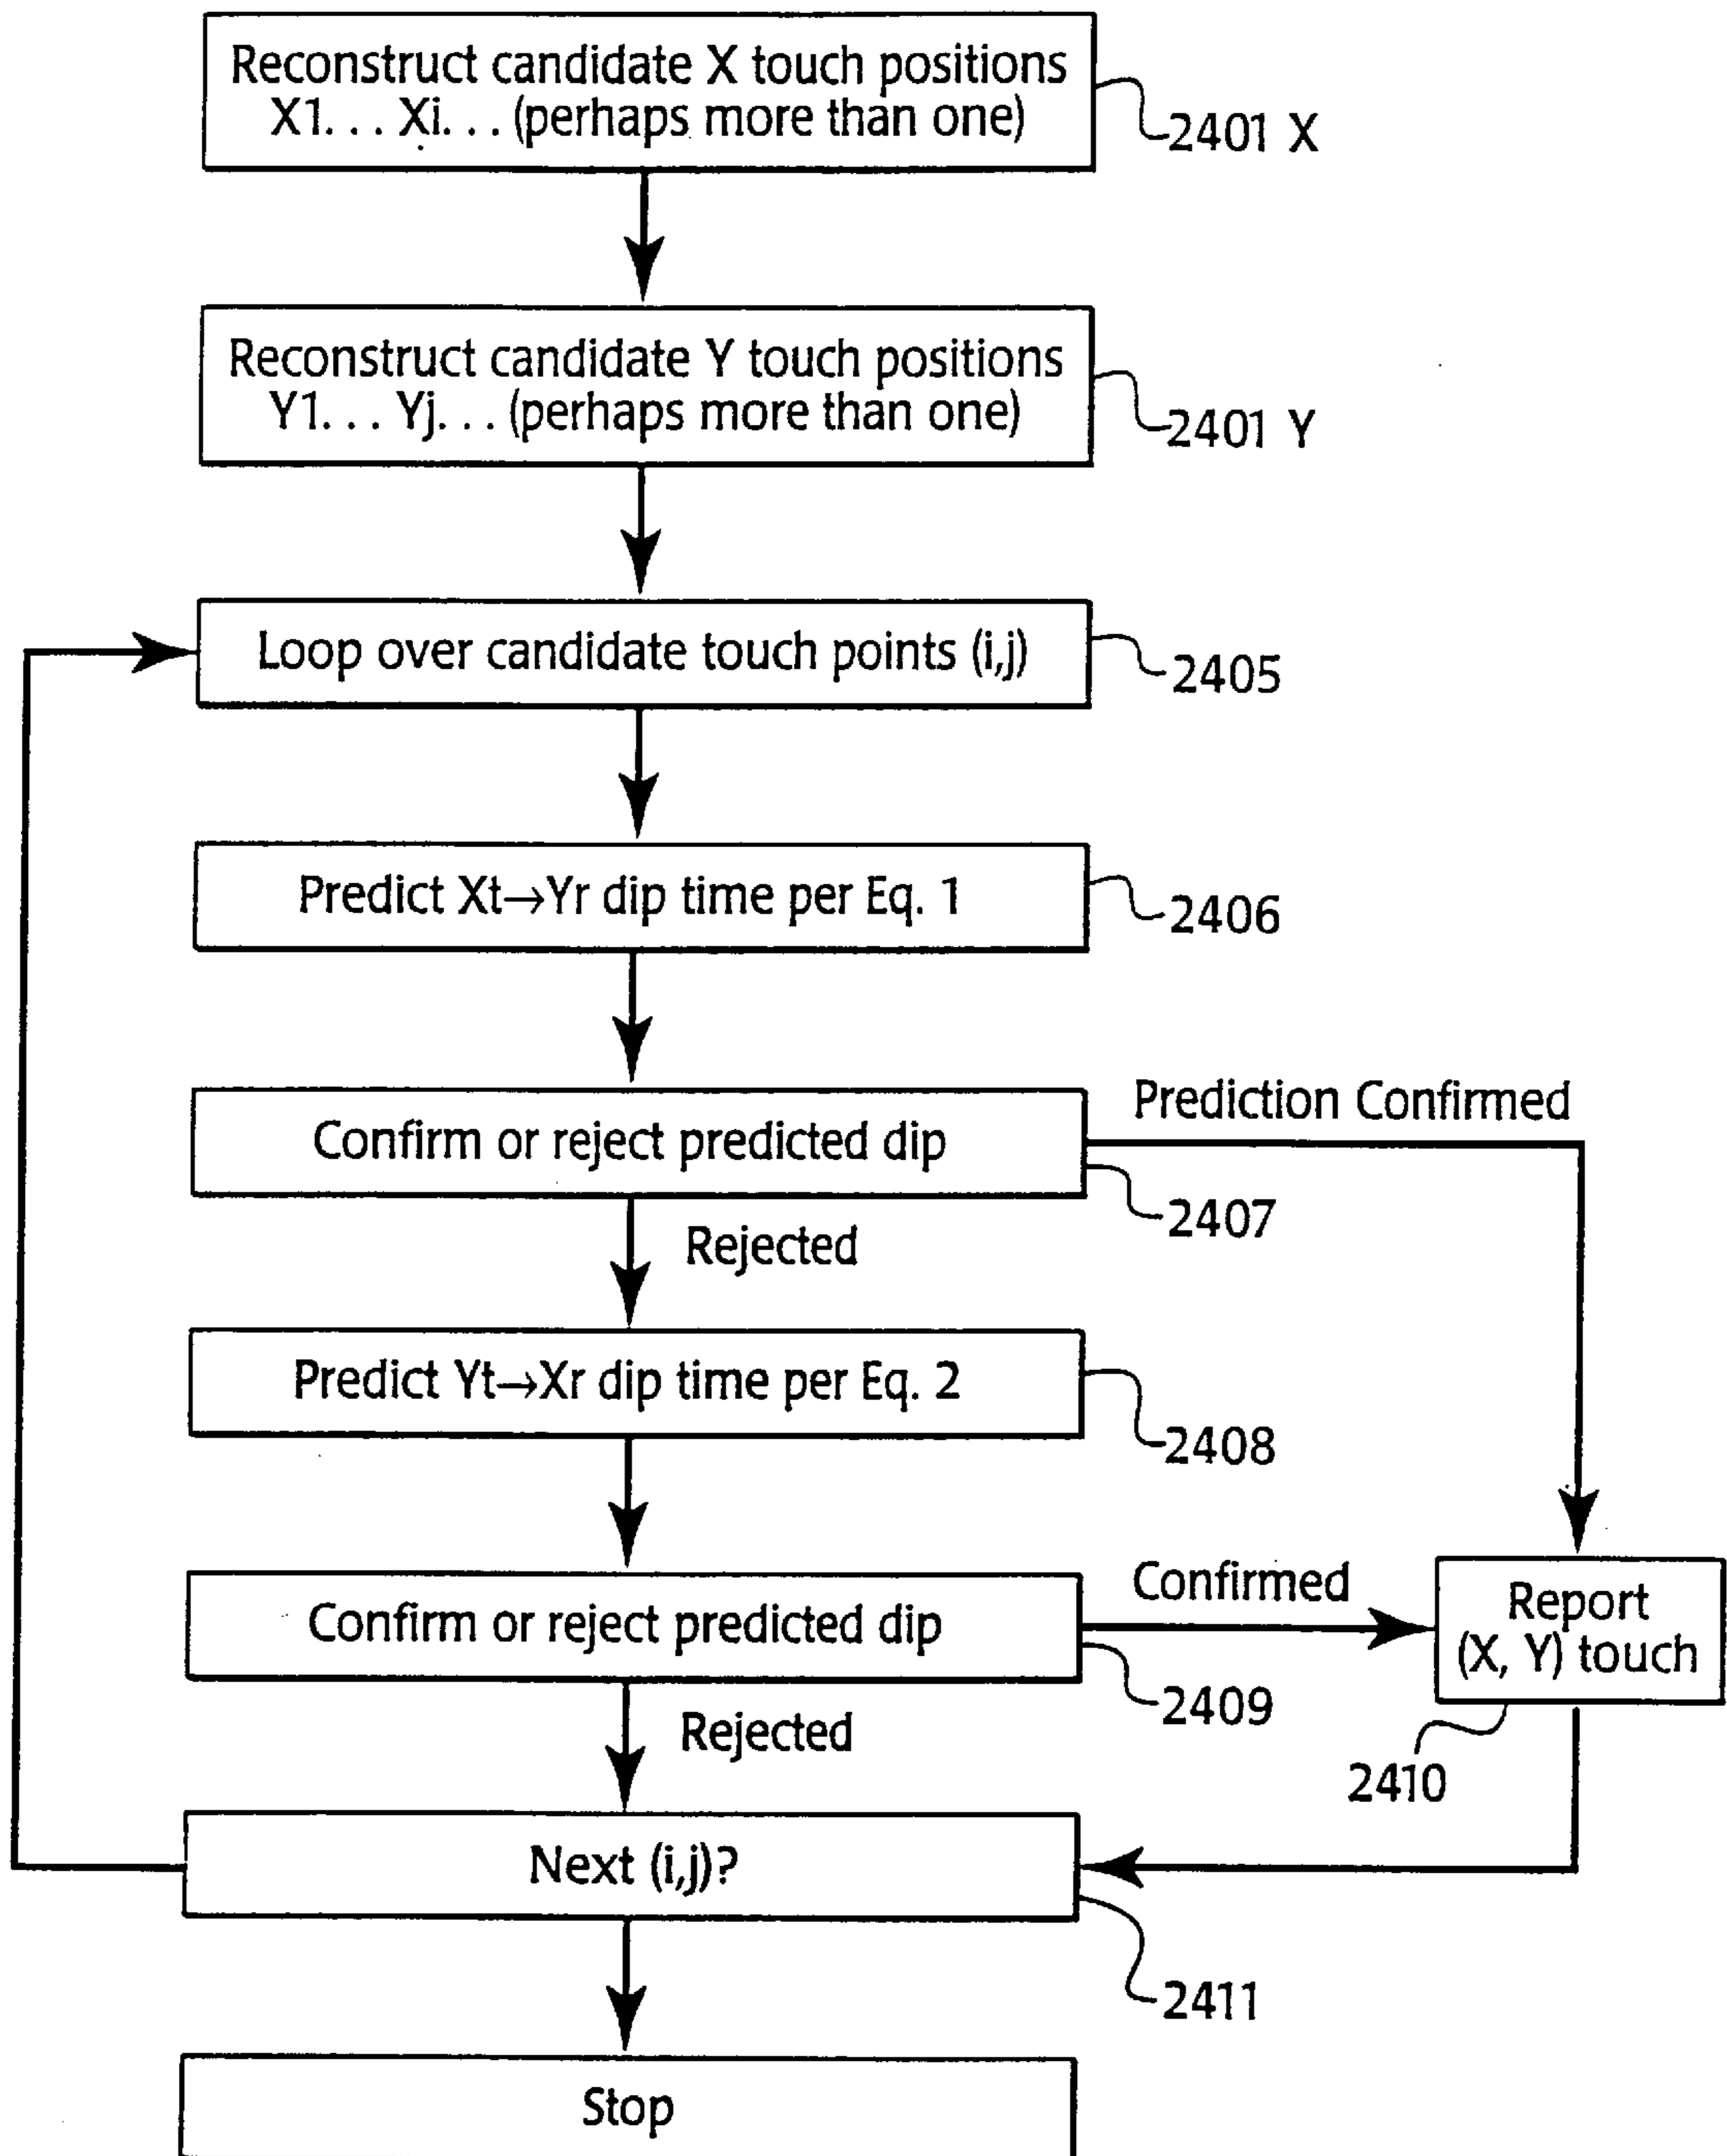 Reconstruct candidate X touch positions
X1. . . Xi. . . (perhaps more than one)
2401 X
Reconstruct candidate Y touch positions
Y1. . . Yj. . . (perhaps more than one)
2401 Y
Loop over candidate touch points (i,j)
2405
Predict Xt→Yr dip time per Eq. 1
2406
Prediction Confirmed
Confirm or reject predicted dip
2407
Rejected
Predict Yt→Xr dip time per Eq. 2
2408
Confirmed
Confirm or reject predicted dip
Report
(X, Y) touch
2409
Rejected
2410
Next (i,j)?
2411
Stop